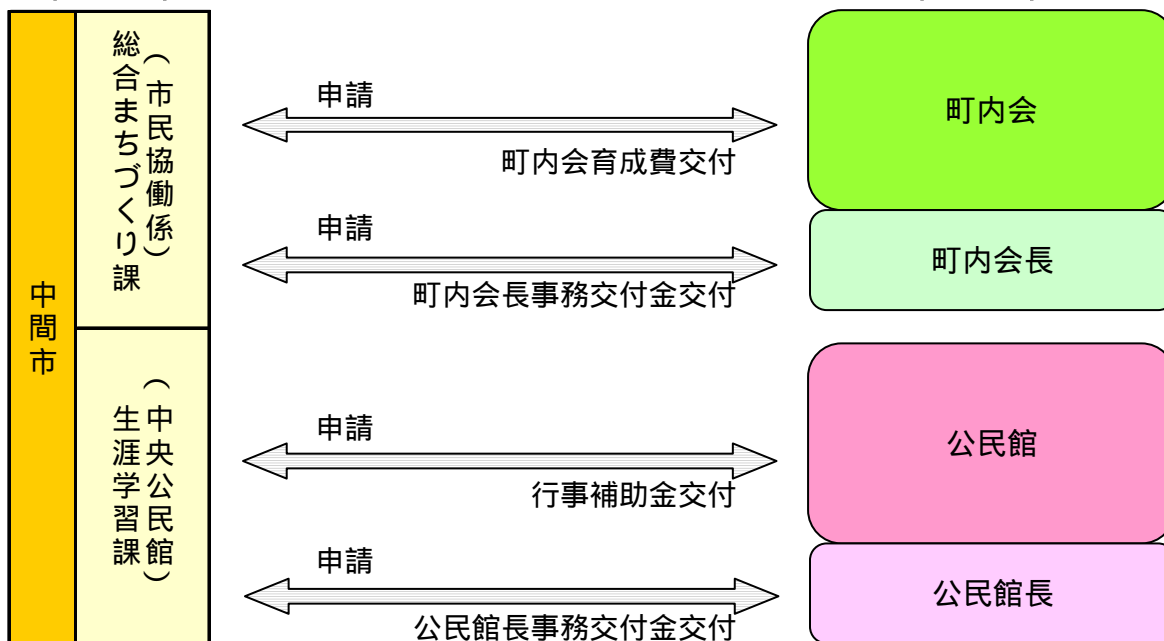 中間市
総合まちづくり課
（市民協働係）
申請
町内会育成費交付
町内会
申請
町内会長事務交付金交付
町内会長
生涯学習課
（中央公民館）
申請
行事補助金交付
公民館
申請
公民館長事務交付金交付
公民館長